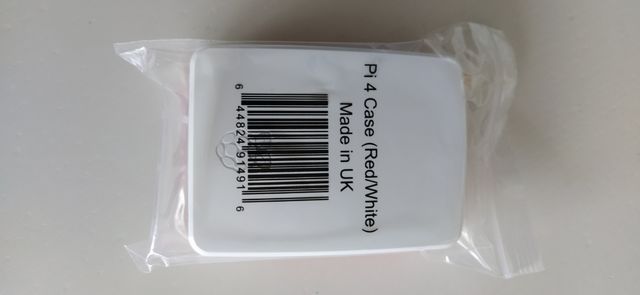 Pi 4 Case (Red/White)
Made in UK
6 44824 91491 6